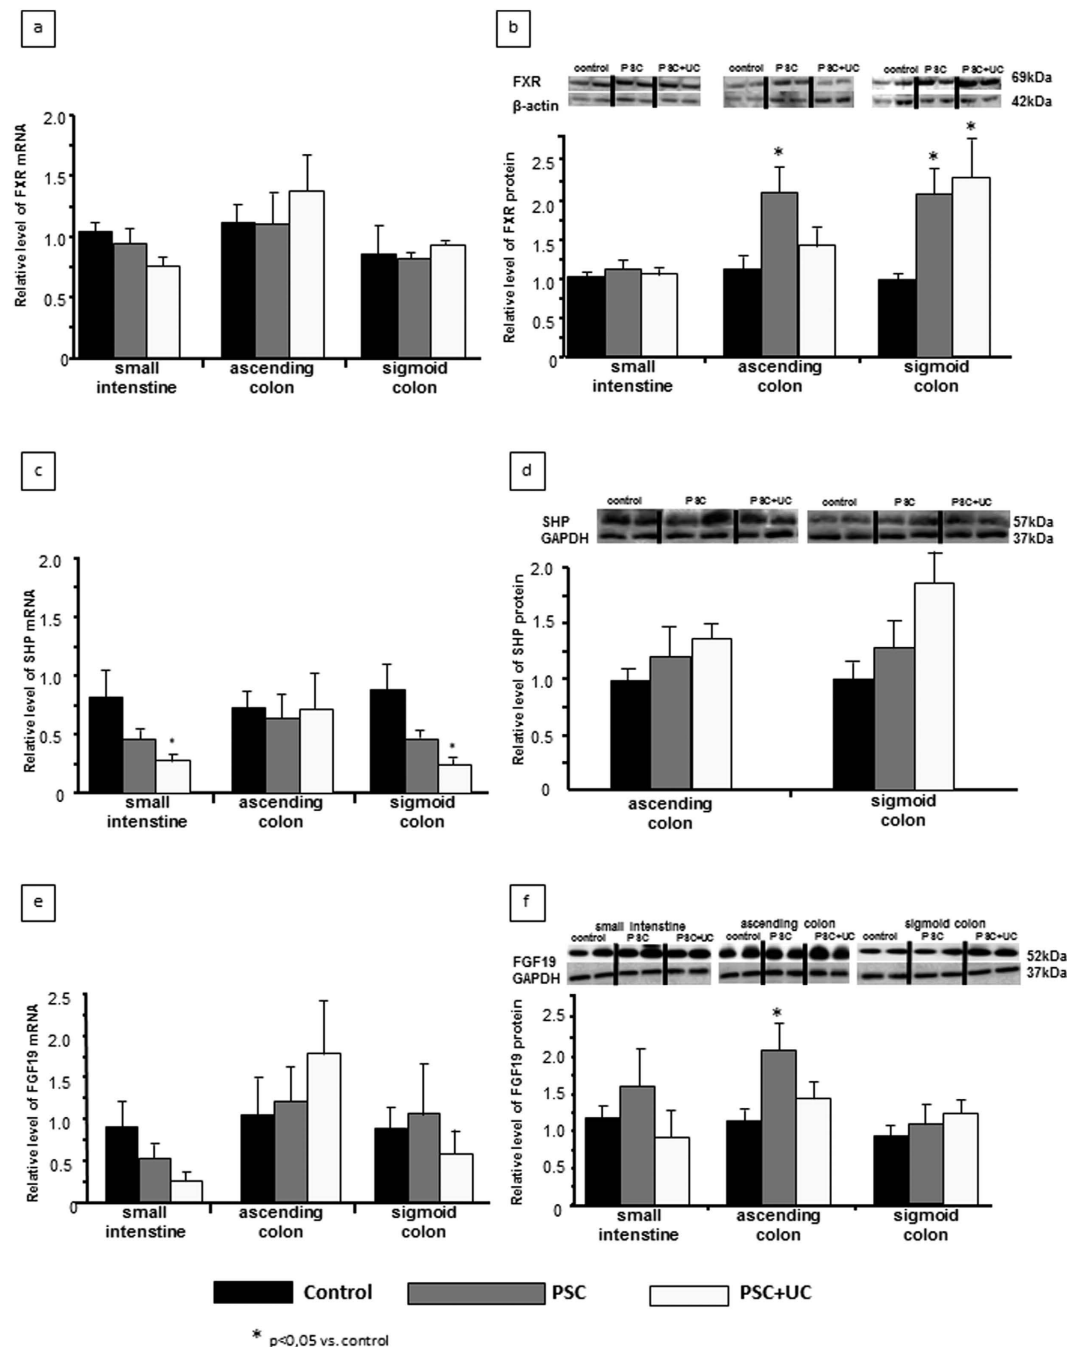 a
Relative level of FXR mRNA
2.0
1.5
1.0
0.5
0
small intenstine
ascending colon
sigmoid colon
b
control PSC PSC+UC
control PSC PSC+UC
control PSC PSC+UC
FXR
69kDa
β-actin
42kDa
Relative level of FXR protein
2.5
2.0
1.5
1.0
0.5
0
*
*
*
small intenstine
ascending colon
sigmoid colon
c
Relative level of SHP mRNA
2.0
1.5
1.0
0.5
0
*
*
small intenstine
ascending colon
sigmoid colon
d
control PSC PSC+UC
control PSC PSC+UC
SHP
57kDa
GAPDH
37kDa
Relative level of SHP protein
2.0
1.5
1.0
0.5
0
ascending colon
sigmoid colon
e
Relative level of FGF19 mRNA
2.5
2.0
1.5
1.0
0.5
0
small intenstine
ascending colon
sigmoid colon
f
small intenstine
ascending colon
sigmoid colon
control PSC PSC+UC
control PSC PSC+UC
control PSC PSC+UC
FGF19
52kDa
GAPDH
37kDa
Relative level of FGF19 protein
2.5
2.0
1.5
1.0
0.5
0
*
small intenstine
ascending colon
sigmoid colon
Control
PSC
PSC+UC
* p<0,05 vs. control